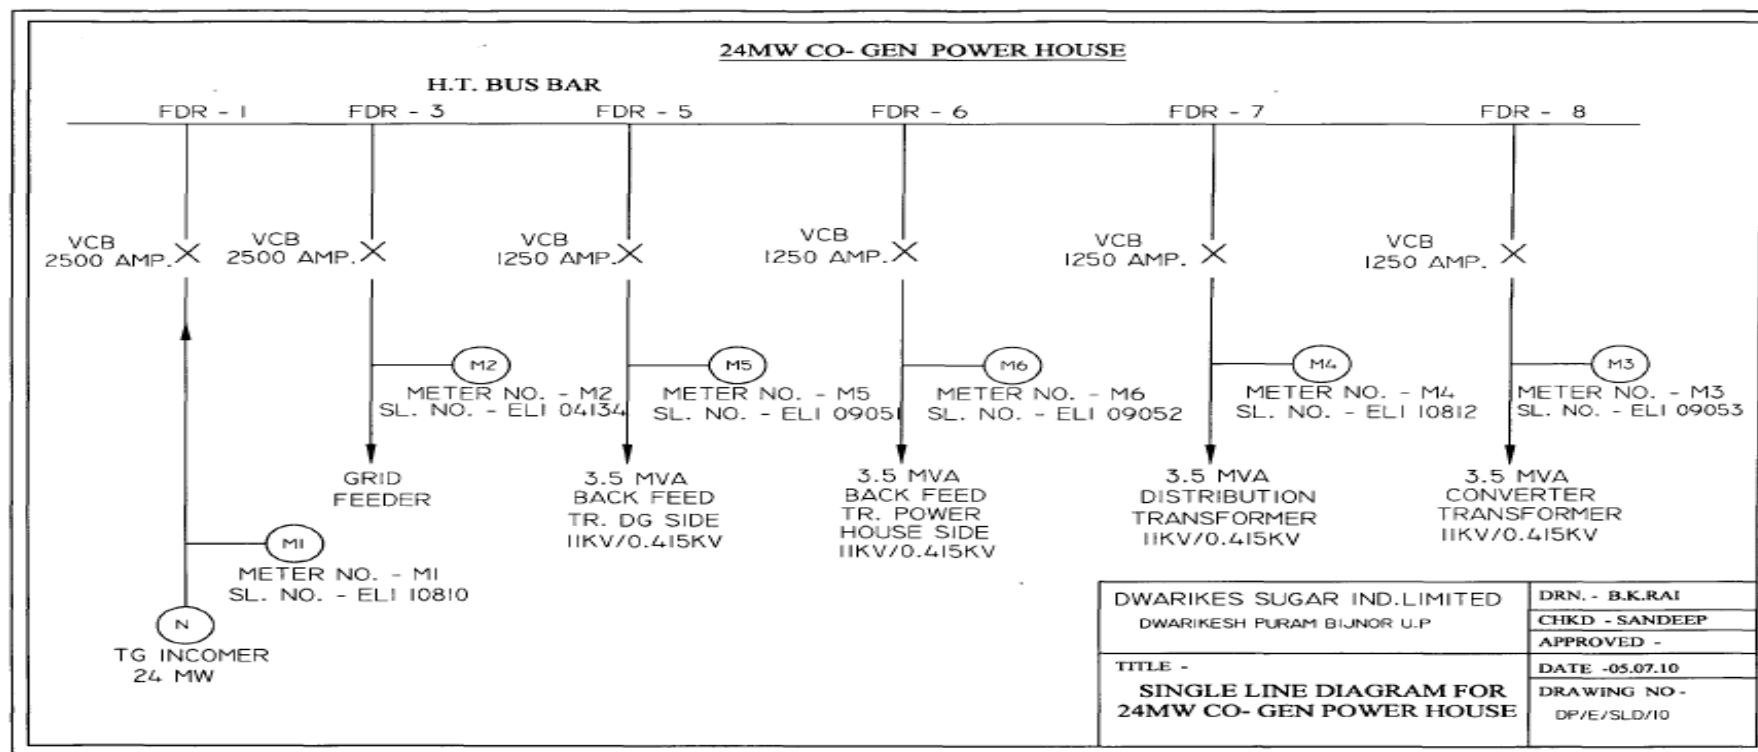 24MW CO- GEN POWER HOUSE
H.T. BUS BAR
FDR - 1
FDR - 3
FDR - 5
FDR - 6
FDR - 7
FDR - 8
VCB
2500 AMP.
VCB
2500 AMP.
VCB
1250 AMP.
VCB
1250 AMP.
VCB
1250 AMP.
VCB
1250 AMP.
M2
METER NO. - M2
SL. NO. - EL1 04134
M5
METER NO. - M5
SL. NO. - EL1 09051
M6
METER NO. - M6
SL. NO. - EL1 09052
M4
METER NO. - M4
SL. NO. - EL1 10812
M3
METER NO. - M3
SL. NO. - EL1 09053
GRID
FEEDER
3.5 MVA
BACK FEED
TR. DG SIDE
11KV/0.415KV
3.5 MVA
BACK FEED
TR. POWER
HOUSE SIDE
11KV/0.415KV
3.5 MVA
DISTRIBUTION
TRANSFORMER
11KV/0.415KV
3.5 MVA
CONVERTER
TRANSFORMER
11KV/0.415KV
M1
METER NO. - M1
SL. NO. - EL1 10810
N
TG INCOMER
24 MW
DWARIKES SUGAR IND.LIMITED
DWARIKESH PURAM BIJNOR U.P
DRN. - B.K.RAI
CHKD - SANDEEP
APPROVED -
TITLE -
SINGLE LINE DIAGRAM FOR
24MW CO- GEN POWER HOUSE
DATE -05.07.10
DRAWING NO -
DP/E/SLD/10